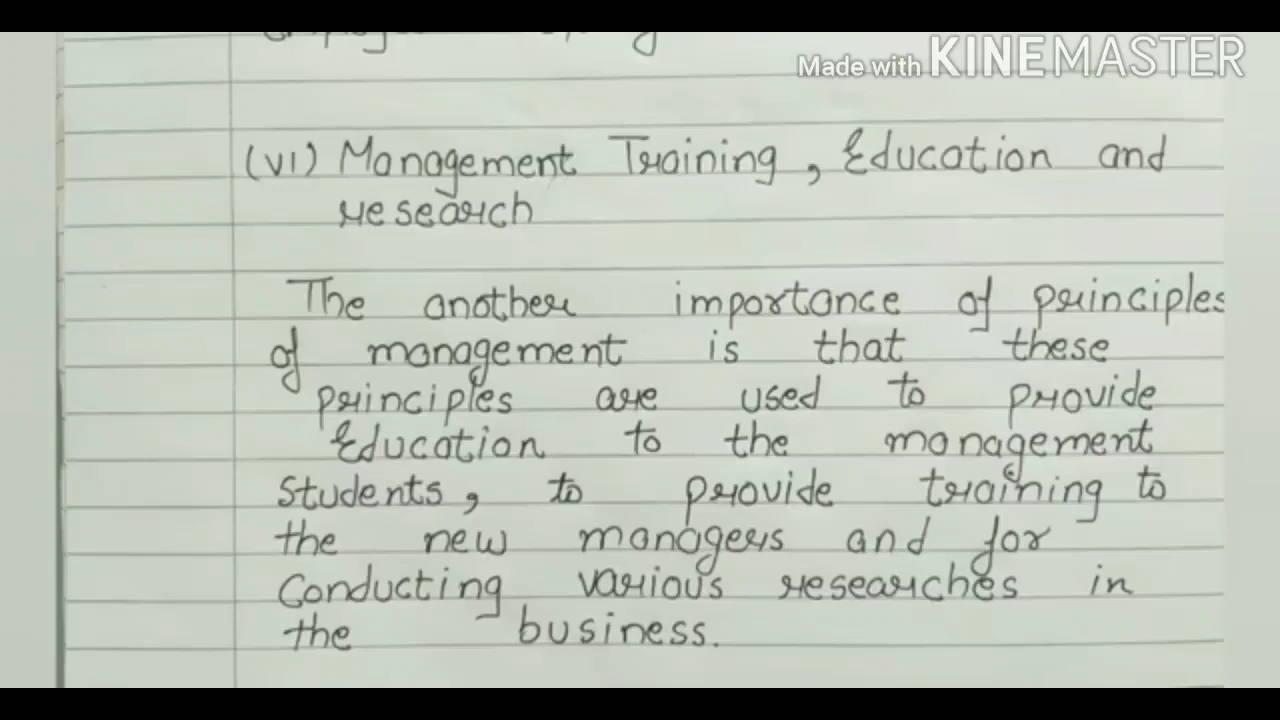 Made with KINEMASTER
(VI) Management Training, Education and
research
The another importance of principles
of management is that these
principles are used to provide
Education to the management
Students, to provide training to
the new managers and for
Conducting various researches in
the business.